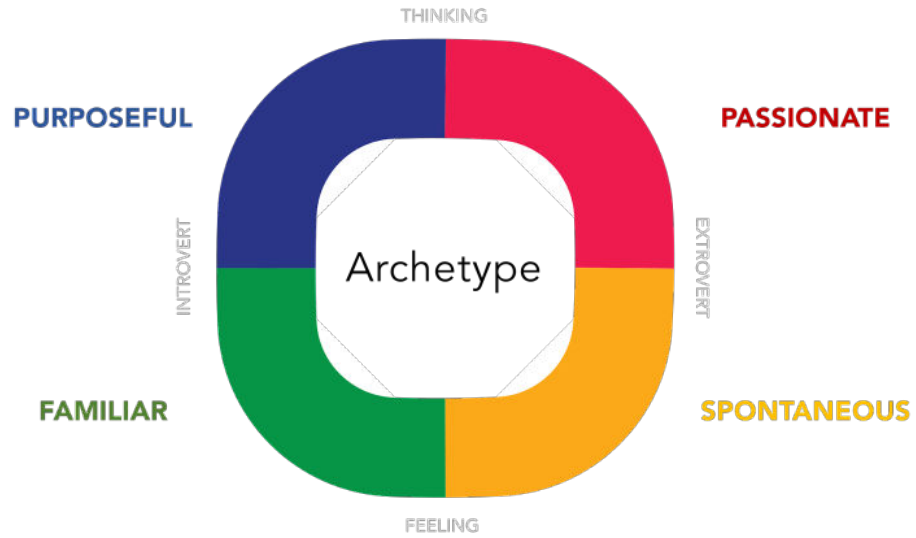 THINKING
PURPOSEFUL
PASSIONATE
INTROVERT
Archetype
EXTROVERT
FAMILIAR
SPONTANEOUS
FEELING